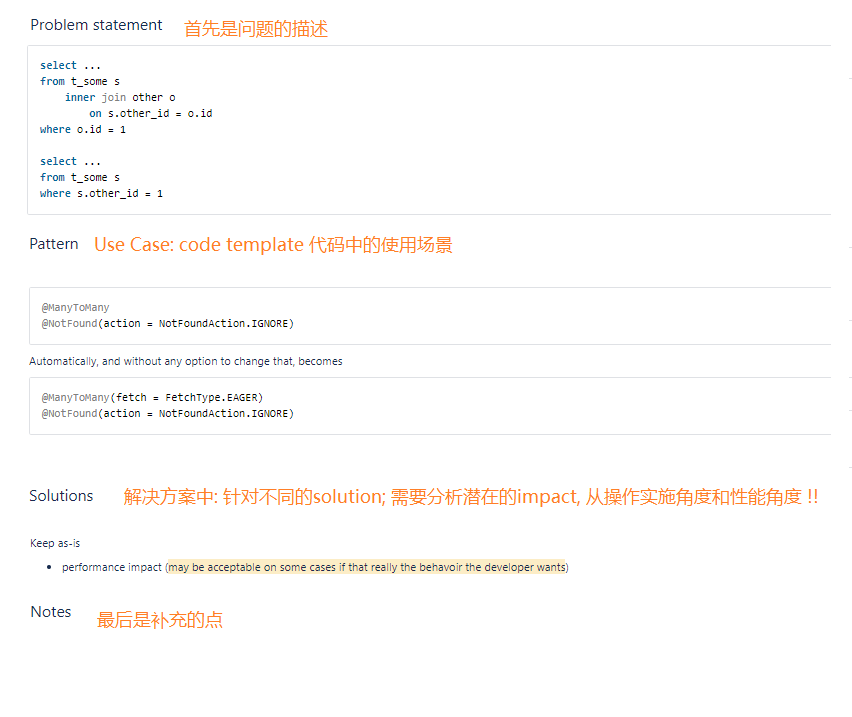 Problem statement 首先是问题的描述
select ...
from t_some s
inner join other o
on s.other_id = o.id
where o.id = 1
select ...
from t_some s
where s.other_id = 1
Pattern Use Case: code template 代码中的使用场景
@ManyToMany
@NotFound(action = NotFoundAction.IGNORE)
Automatically, and without any option to change that, becomes
@ManyToMany(fetch = FetchType.EAGER)
@NotFound(action = NotFoundAction.IGNORE)
Solutions 解决方案中: 针对不同的solution; 需要分析潜在的impact, 从操作实施角度和性能角度 !!
Keep as-is
• performance impact (may be acceptable on some cases if that really the behavoir the developer wants)
Notes 最后是补充的点